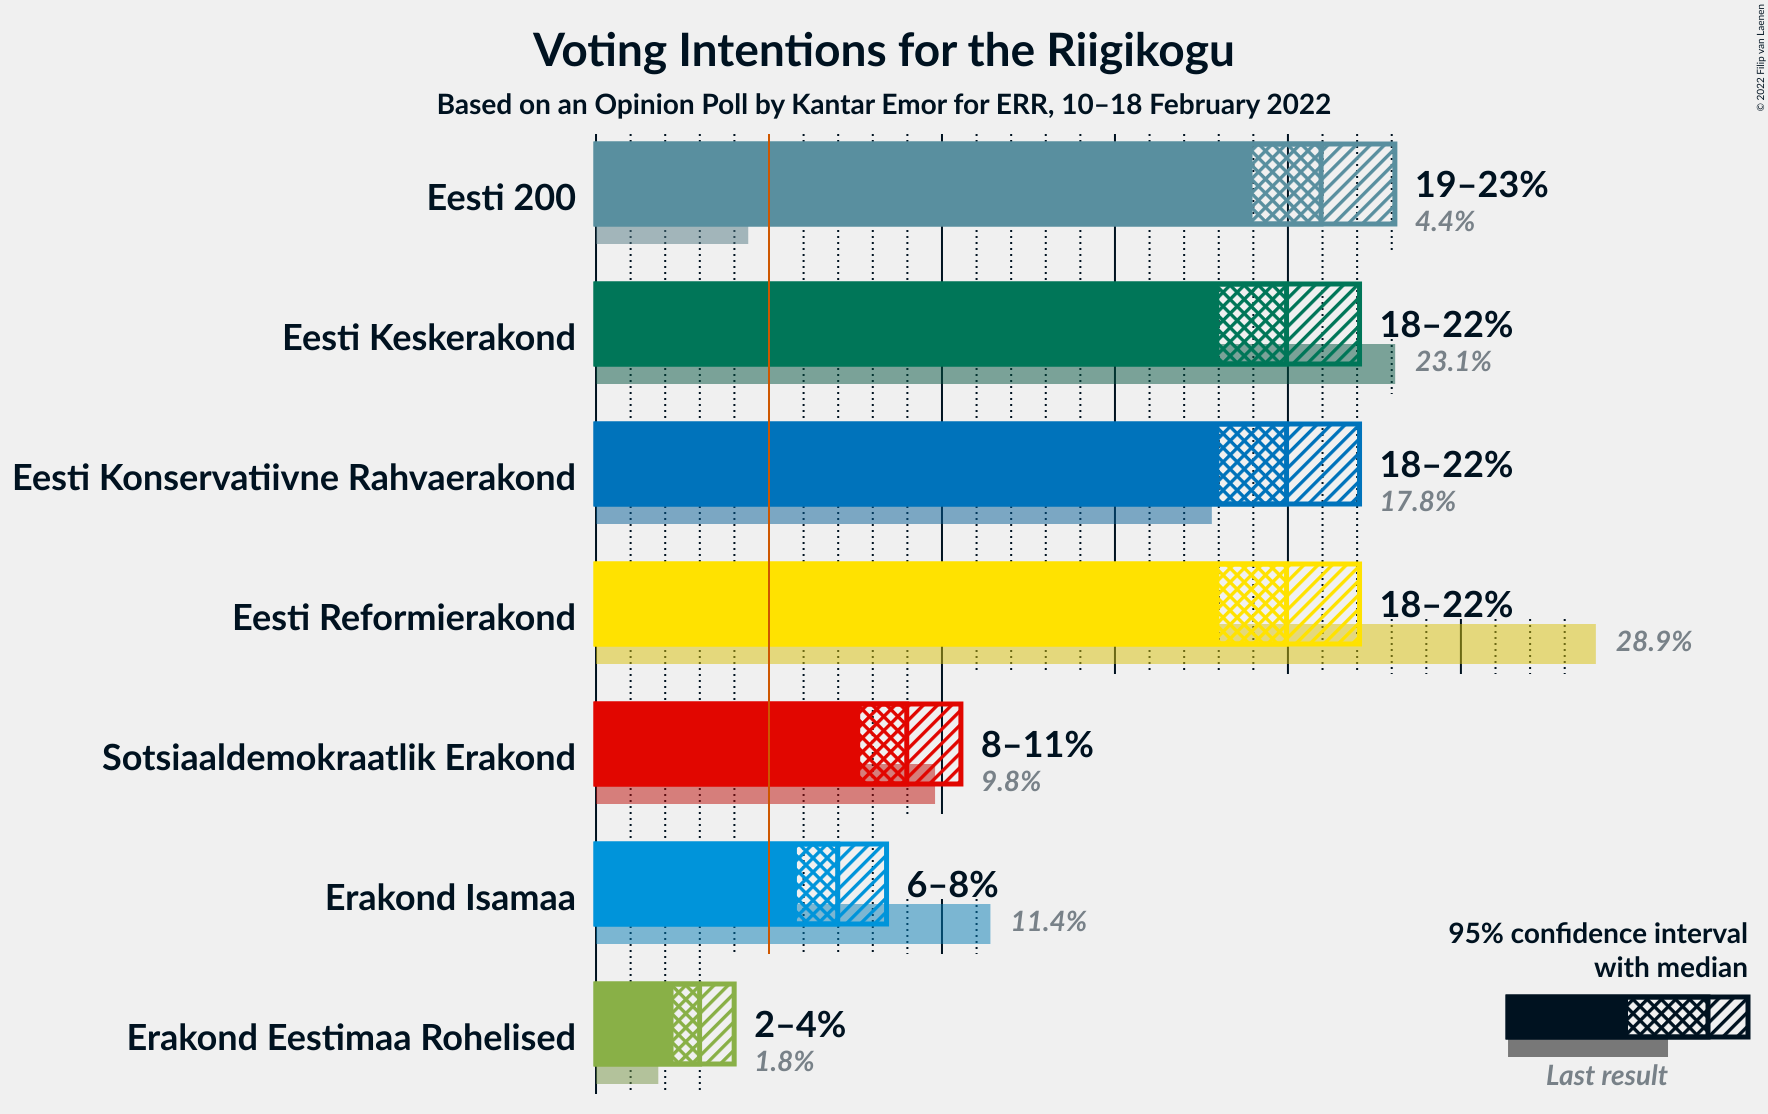 Voting Intentions for the Riigikogu
Based on an Opinion Poll by Kantar Emor for ERR, 10–18 February 2022
© 2022 Filip van Laenen
Eesti 200
19–23%
4.4%
Eesti Keskerakond
18–22%
23.1%
Eesti Konservatiivne Rahvaerakond
18–22%
17.8%
Eesti Reformierakond
18–22%
28.9%
Sotsiaaldemokraatlik Erakond
8–11%
9.8%
Erakond Isamaa
6–8%
11.4%
Erakond Eestimaa Rohelised
2–4%
1.8%
95% confidence interval
with median
Last result